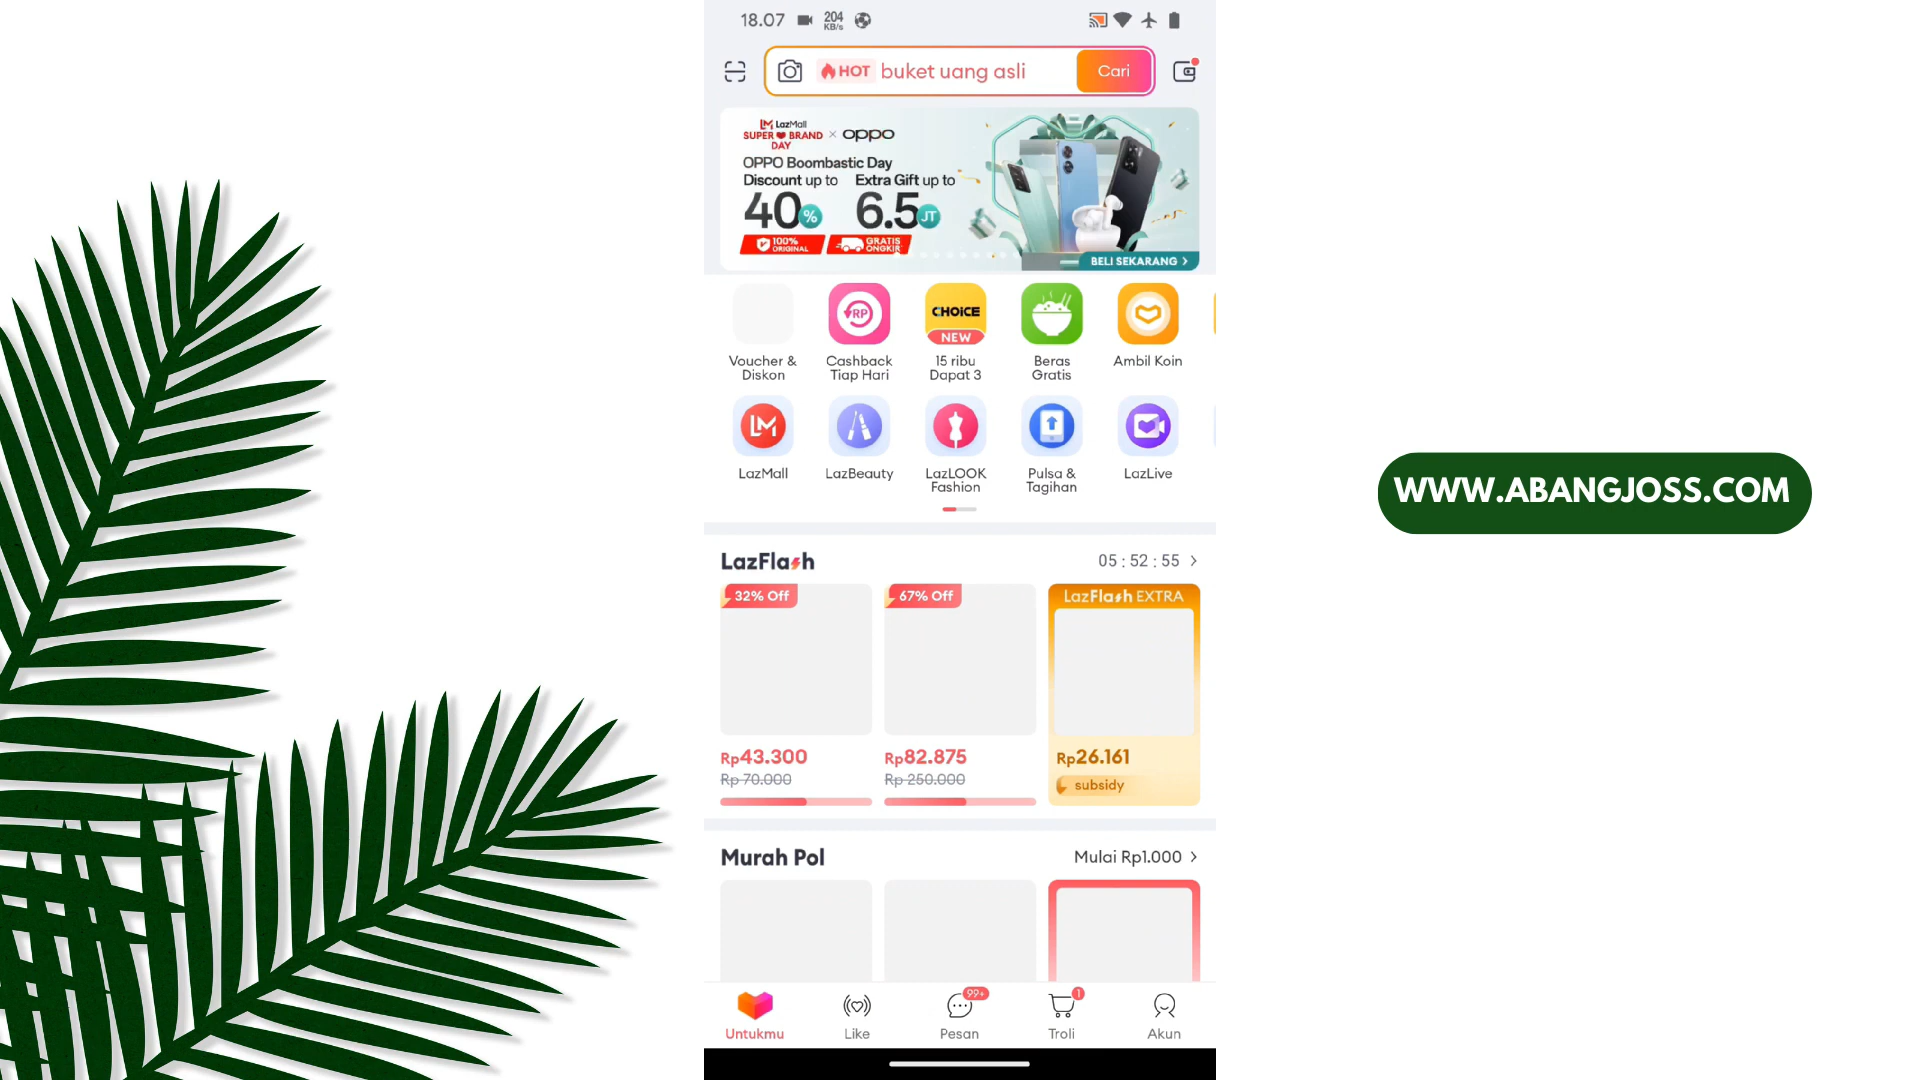 18.07
204
KB/s
HOT buket uang asli
Cari
LazMall
SUPER BRAND
DAY
× oppo
OPPO Boombastic Day
Discount up to
Extra Gift up to
40%
6.5 JT
100%
ORIGINAL
GRATIS
ONGKIR
BELI SEKARANG >
RP
CHOICE
NEW
Voucher &
Diskon
Cashback
Tiap Hari
15 ribu
Dapat 3
Beras
Gratis
Ambil Koin
LM
LazMall
LazBeauty
LazLOOK
Fashion
Pulsa &
Tagihan
LazLive
WWW.ABANGJOSS.COM
LazFlash
05 : 52 : 55 >
32% Off
67% Off
LazFlash EXTRA
Rp43.300
Rp 70.000
Rp82.875
Rp 250.000
Rp26.161
subsidy
Murah Pol
Mulai Rp1.000 >
99+
1
Untukmu
Like
Pesan
Troli
Akun